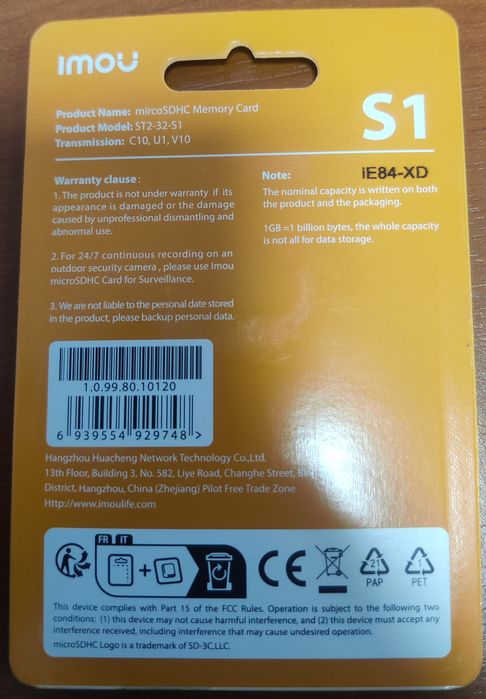 imou
S1
Product Name: mircoSDHC Memory Card
Product Model: ST2-32-S1
Transmission: C10, U1, V10
Warranty clause :
1. The product is not under warranty if its
appearance is damaged or the damage
caused by unprofessional dismantling and
abnormal use.
2. For 24/7 continuous recording on an
outdoor security camera , please use Imou
microSDHC Card for Surveillance.
3. We are not liable to the personal date stored
in the product, please backup personal data.
Note:
IE84-XD
The nominal capacity is written on both
the product and the packaging.
1GB =1 billion bytes, the whole capacity
is not all for data storage.
1.0.99.80.10120
6 939554 929748 >
Hangzhou Huacheng Network Technology Co.,Ltd.
13th Floor, Building 3, No. 582, Liye Road, Changhe Street,
District, Hangzhou, China (Zhejiang) Pilot Free Trade Zone
Http://www.imoulife.com
FR IT
CE
21
PAP
1
PET
This device complies with Part 15 of the FCC Rules. Operation is subject to the following two
conditions: (1) this device may not cause harmful interference, and (2) this device must accept any
interference received, including interference that may cause undesired operation.
microSDHC Logo is a trademark of SD-3C,LLC.